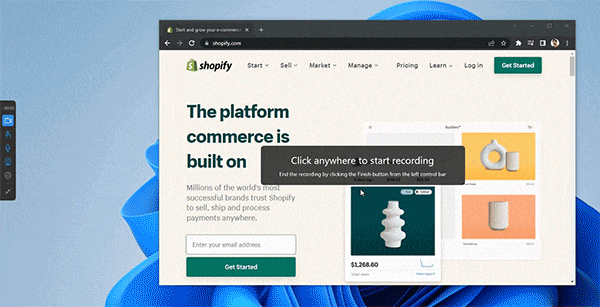 Start and grow your e-commerce
shopify.com
shopify
Start
Sell
Market
Manage
Pricing
Learn
Log in
Get Started
The platform
commerce is
built on
Click anywhere to start recording
End the recording by clicking the Finish button from the left control bar
Millions of the world's most
successful brands trust Shopify
to sell, ship and process
payments anywhere.
Enter your email address
Get Started
$1,268.60
Total sales